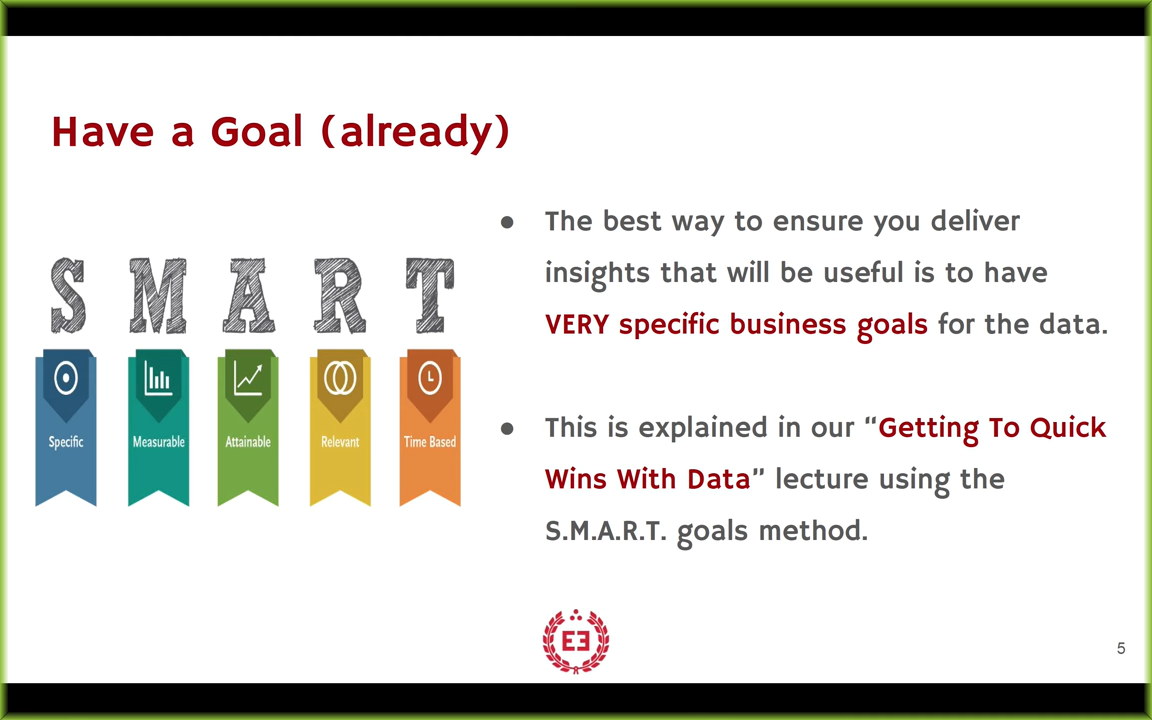 Have a Goal (already)
S M A R T
Specific
Measurable
Attainable
Relevant
Time Based
● The best way to ensure you deliver
insights that will be useful is to have
VERY specific business goals for the data.
● This is explained in our “Getting To Quick
Wins With Data” lecture using the
S.M.A.R.T. goals method.
EE
5